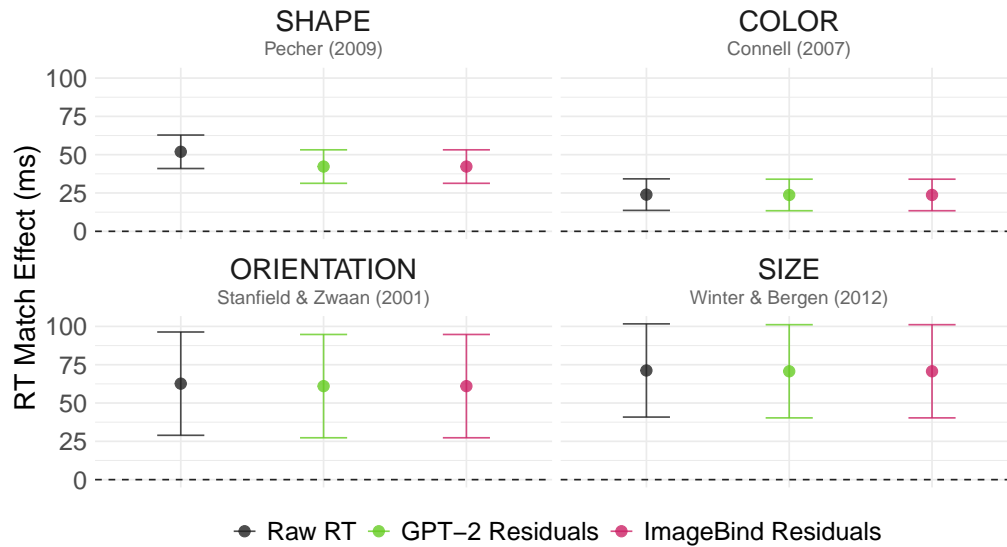 SHAPE
Pecher (2009)
COLOR
Connell (2007)
100
75
50
25
0
ORIENTATION
Stanfield & Zwaan (2001)
SIZE
Winter & Bergen (2012)
100
75
50
25
0
RT Match Effect (ms)
Raw RT GPT−2 Residuals ImageBind Residuals